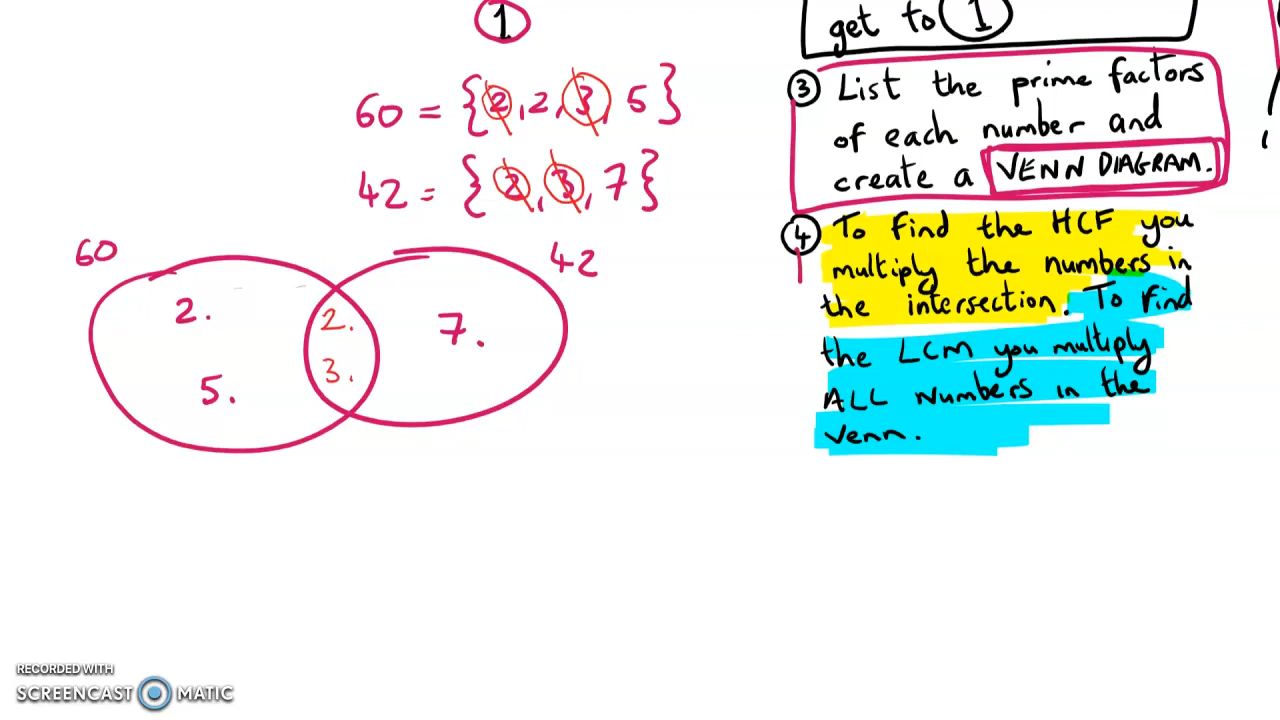 1
60 = {2, 2, 3, 5}
42 = {2, 3, 7}
60
42
2.
2.
7.
5.
3.
get to 1
3 List the prime factors
of each number and
create a VENN DIAGRAM.
4 To find the HCF you
multiply the numbers in
the intersection. To find
the LCM you multiply
ALL Numbers in the
Venn.
RECORDED WITH
SCREENCAST MATIC